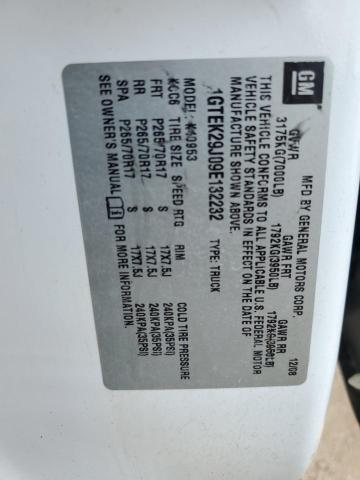 GM
MFD BY GENERAL MOTORS CORP. 12/08
GVWR GAWR FRT GAWR RR
3175KG(7000LB) 1792KG(3950LB) 1792KG(3950LB)
THIS VEHICLE CONFORMS TO ALL APPLICABLE U.S. FEDERAL MOTOR
VEHICLE SAFETY STANDARDS IN EFFECT ON THE DATE OF
MANUFACTURE SHOWN ABOVE.
1GTEK29J09E132232 TYPE: TRUCK
MODEL:
TIRE SIZE SPEED RTG RIM COLD TIRE PRESSURE
FRT P265/70R17 S 17X7.5J 240KPA(35PSI)
RR P265/70R17 S 17X7.5J 240KPA(35PSI)
SPA P265/70R17 S 17X7.5J 240KPA(35PSI)
SEE OWNER'S MANUAL FOR MORE INFORMATION.